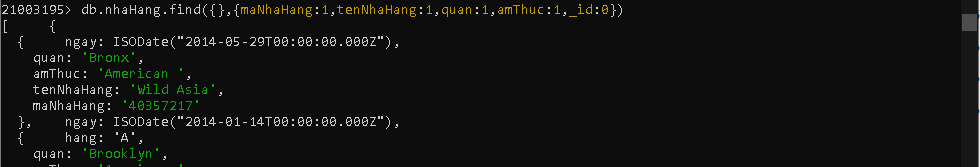 21003195> db.nhaHang.find({},{maNhaHang:1,tenNhaHang:1,quan:1,amThuc:1,_id:0})
[     {
  {     ngay: ISODate("2014-05-29T00:00:00.000Z"),
    quan: 'Bronx',
    amThuc: 'American ',
    tenNhaHang: 'Wild Asia',
    maNhaHang: '40357217'
  },     ngay: ISODate("2014-01-14T00:00:00.000Z"),
  {     hang: 'A',
    quan: 'Brooklyn',